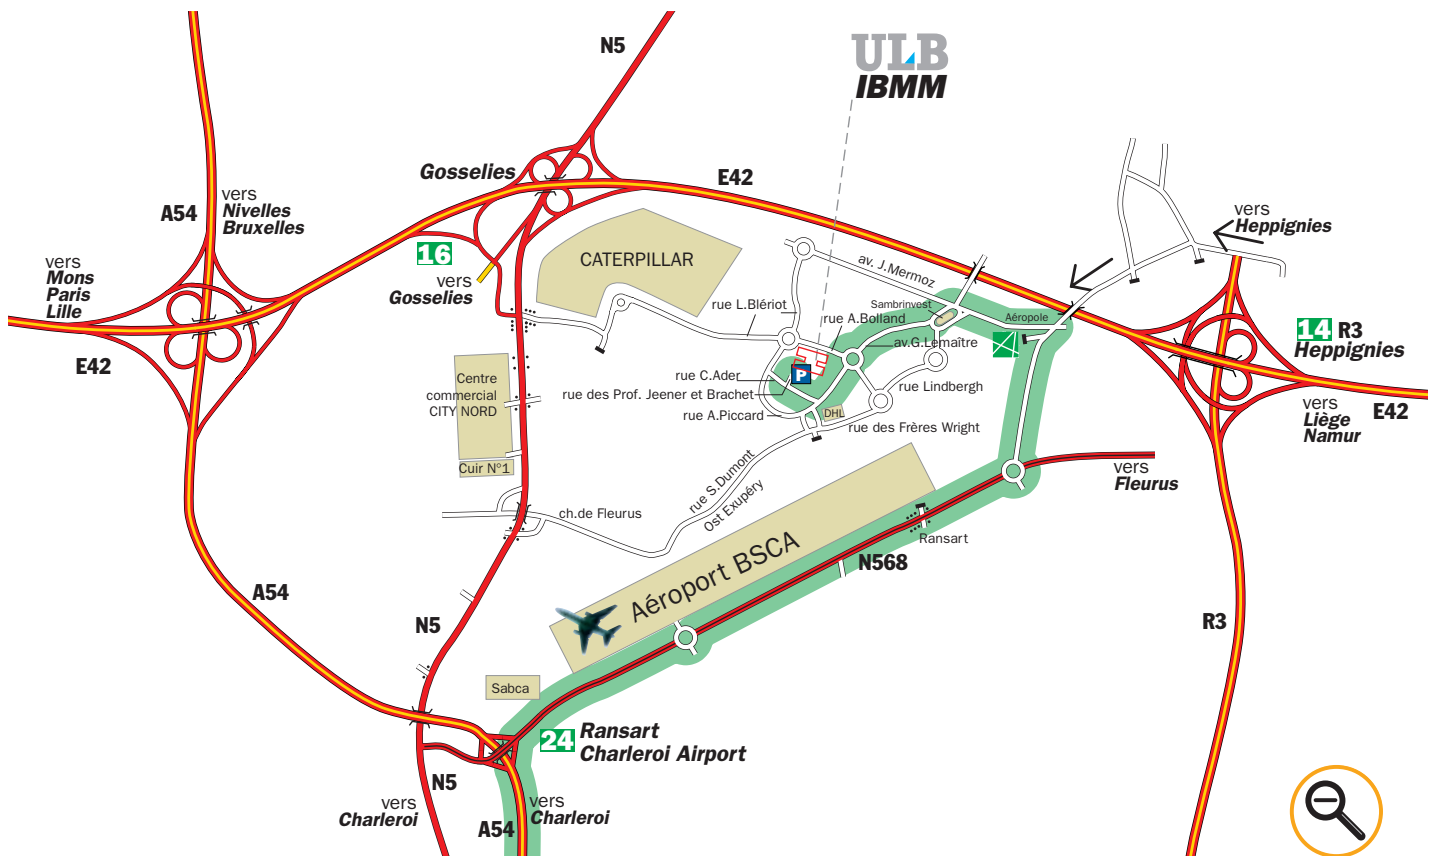 N5
ULB
IBMM
Gosselies
E42
A54
vers
Nivelles
Bruxelles
vers
Heppignies
16
CATERPILLAR
vers
Mons
Paris
Lille
vers
Gosselies
av. J.Mermoz
rue L.Blériot
Sambrinvest
rue A.Bolland
Aéropole
14 R3
Heppignies
av.G.Lemaître
E42
Centre
commercial
CITY NORD
rue C.Ader
P
rue des Prof. Jeener et Brachet
rue Lindbergh
rue A.Piccard
DHL
rue des Frères Wright
vers
Liège
Namur
E42
Cuir N°1
rue S.Dumont
Ost Exupéry
vers
Fleurus
ch.de Fleurus
Ransart
Aéroport BSCA
N568
A54
N5
R3
Sabca
24 Ransart
Charleroi Airport
N5
vers
Charleroi
vers
Charleroi
A54